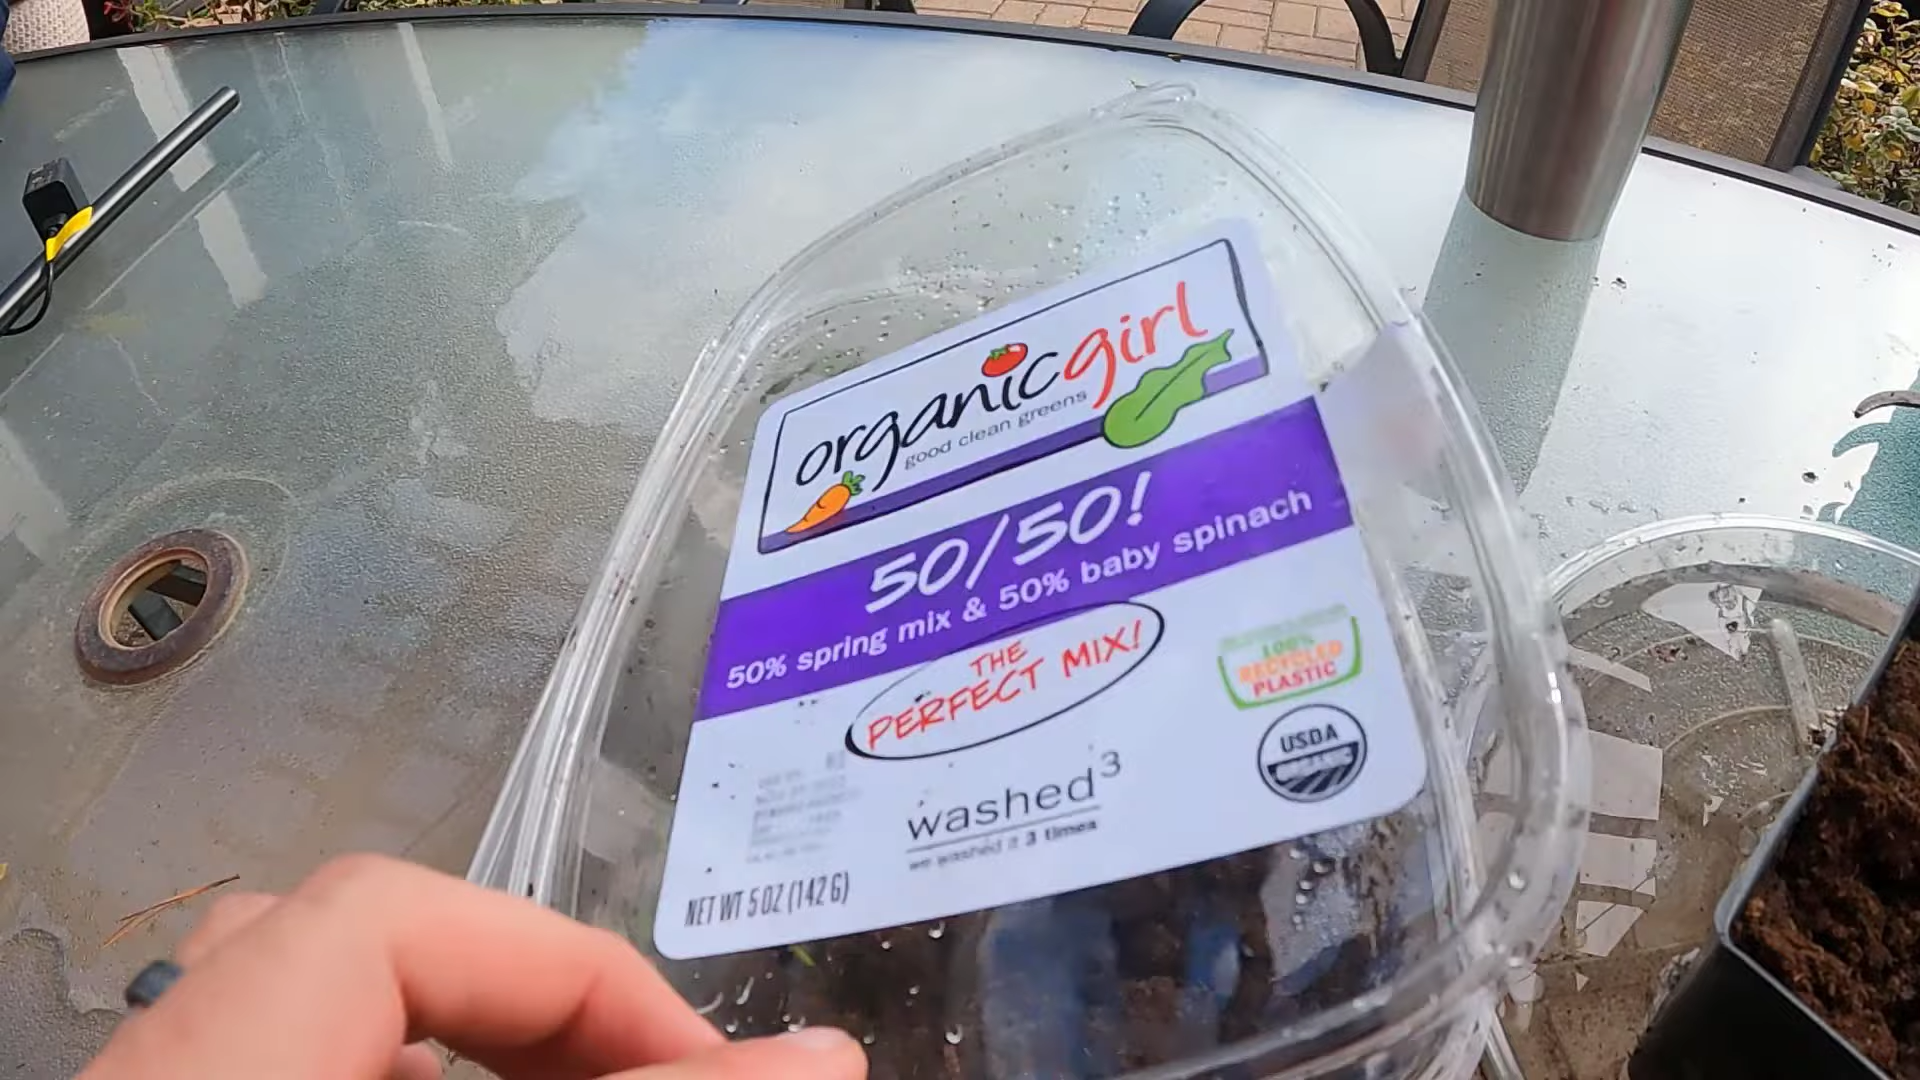 organicgirl
good clean greens
50/50!
50% spring mix & 50% baby spinach
THE
PERFECT MIX!
100%
RECYCLED
PLASTIC
USDA
ORGANIC
washed3
we washed it 3 times
NET WT 5 OZ (142 G)